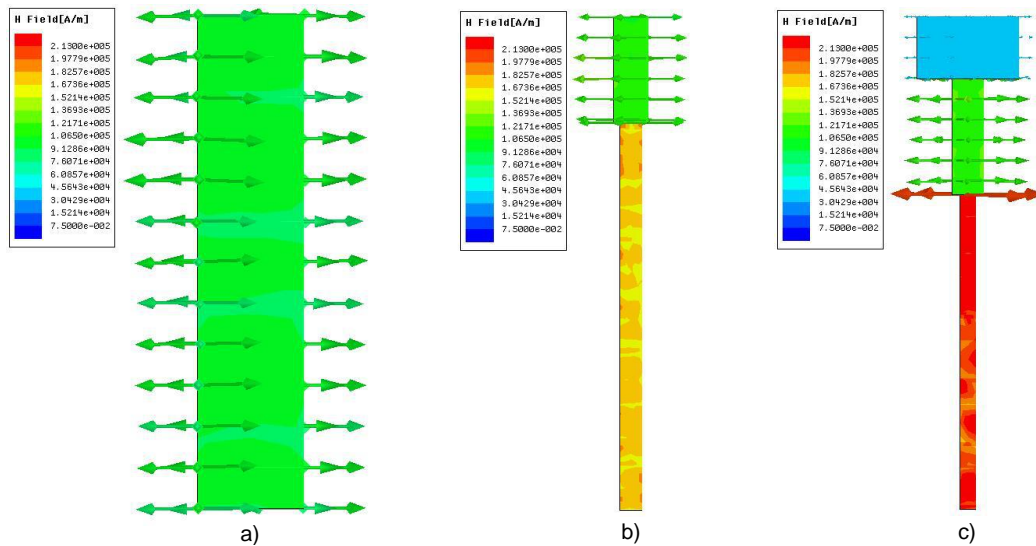 H Field[A/m]
2.1300e+005
1.9779e+005
1.8257e+005
1.6736e+005
1.5214e+005
1.3693e+005
1.2171e+005
1.0650e+005
9.1286e+004
7.6071e+004
6.0857e+004
4.5643e+004
3.0429e+004
1.5214e+004
7.5000e-002
a)
H Field[A/m]
2.1300e+005
1.9779e+005
1.8257e+005
1.6736e+005
1.5214e+005
1.3693e+005
1.2171e+005
1.0650e+005
9.1286e+004
7.6071e+004
6.0857e+004
4.5643e+004
3.0429e+004
1.5214e+004
7.5000e-002
b)
H Field[A/m]
2.1300e+005
1.9779e+005
1.8257e+005
1.6736e+005
1.5214e+005
1.3693e+005
1.2171e+005
1.0650e+005
9.1286e+004
7.6071e+004
6.0857e+004
4.5643e+004
3.0429e+004
1.5214e+004
7.5000e-002
c)